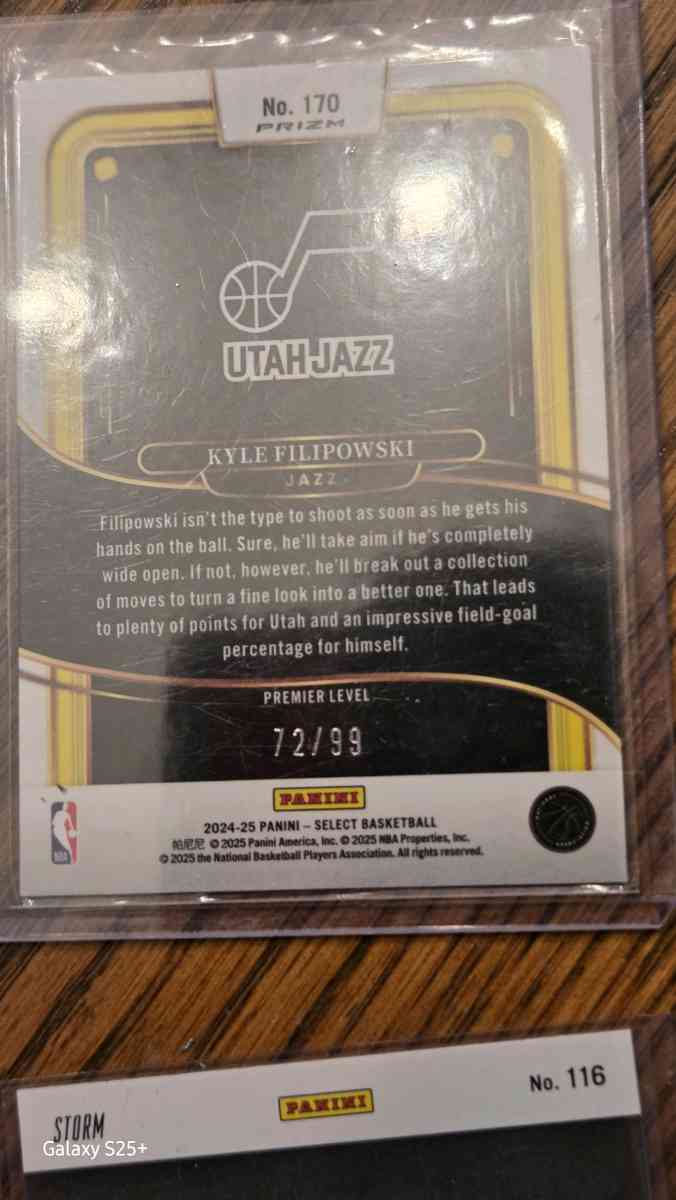 No. 170
PRIZM
UTAH JAZZ
KYLE FILIPOWSKI
JAZZ
Filipowski isn't the type to shoot as soon as he gets his
hands on the ball. Sure, he'll take aim if he's completely
wide open. If not, however, he'll break out a collection
of moves to turn a fine look into a better one. That leads
to plenty of points for Utah and an impressive field-goal
percentage for himself.
PREMIER LEVEL
72/99
PANINI
2024-25 PANINI – SELECT BASKETBALL
帕尼尼 © 2025 Panini America, Inc. © 2025 NBA Properties, Inc.
© 2025 the National Basketball Players Association. All rights reserved.
NBA
No. 116
PANINI
STORM
Galaxy S25+